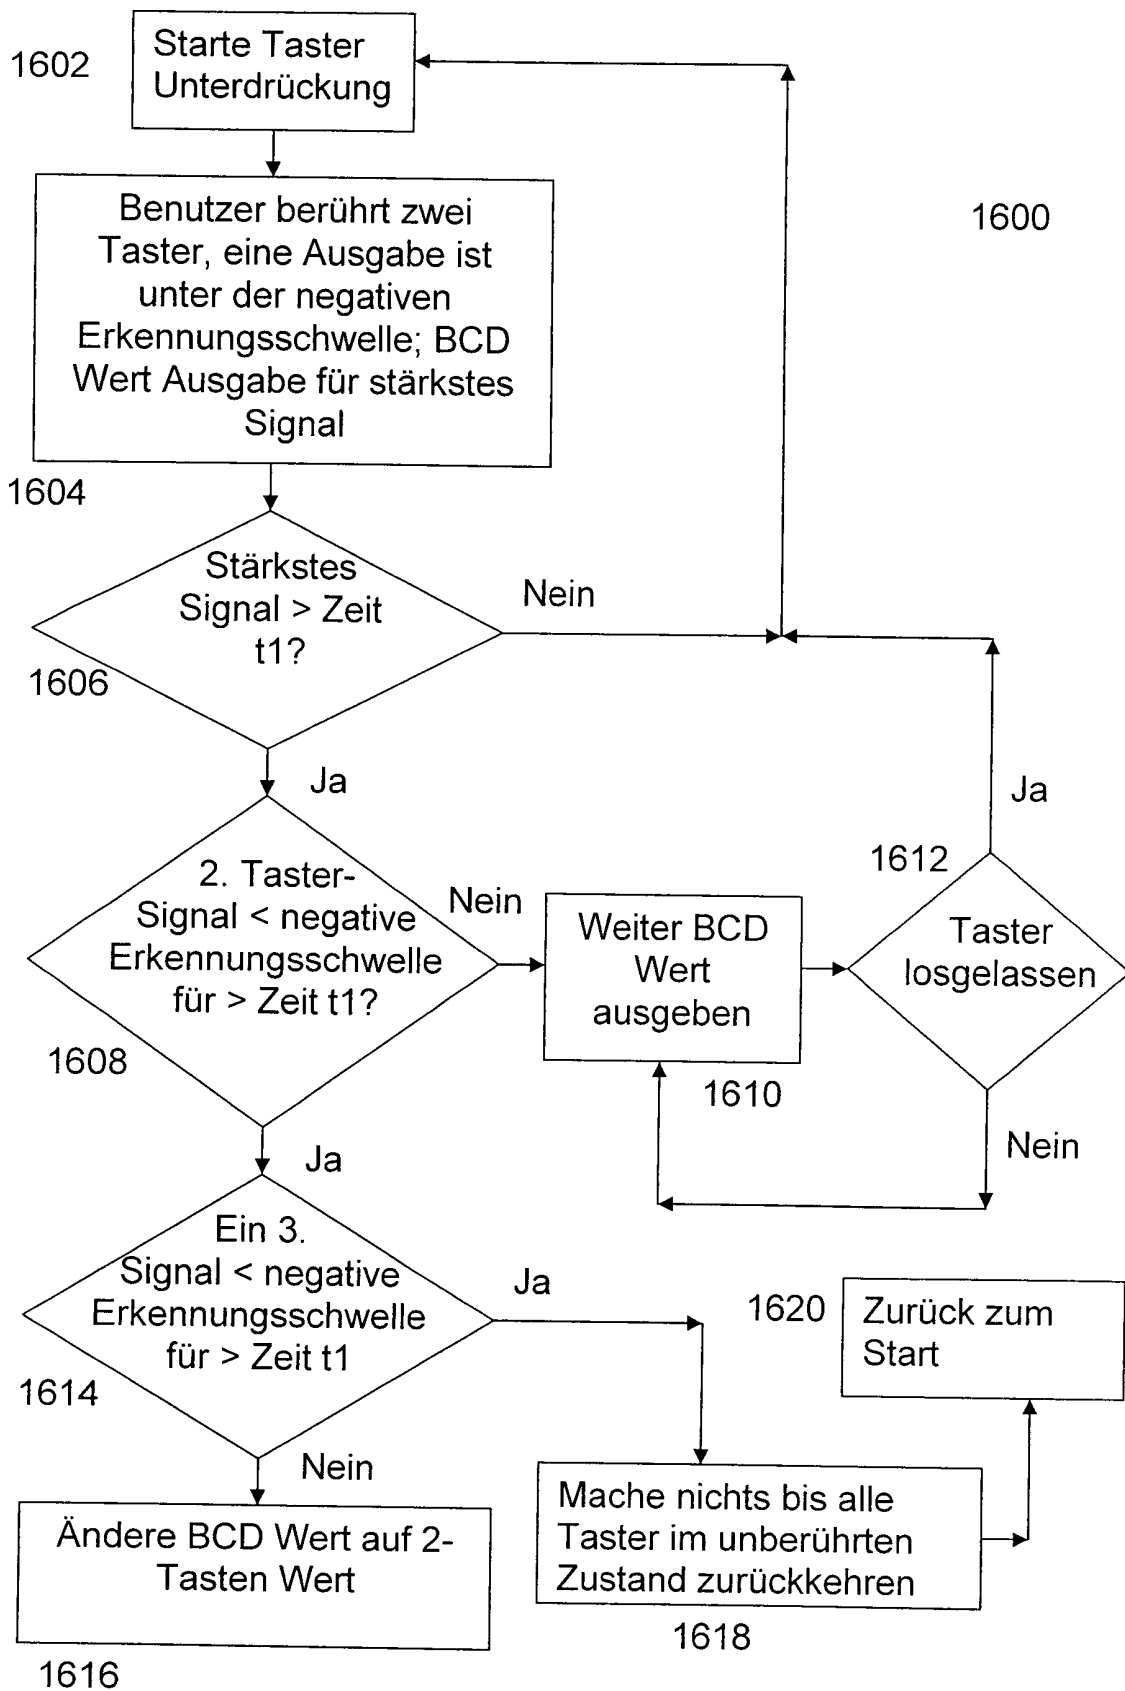 1602
Starte Taster
Unterdrückung
1600
Benutzer berührt zwei
Taster, eine Ausgabe ist
unter der negativen
Erkennungsschwelle; BCD
Wert Ausgabe für stärkstes
Signal
1604
Stärkstes
Signal > Zeit
t1?
Nein
1606
Ja
2. Taster-
Signal < negative
Erkennungsschwelle
für > Zeit t1?
Nein
1608
Weiter BCD
Wert
ausgeben
1610
Ja
1612
Taster
losgelassen
Nein
Ja
Ein 3.
Signal < negative
Erkennungsschwelle
für > Zeit t1
Ja
1614
Nein
1620
Zurück zum
Start
Ändere BCD Wert auf 2-
Tasten Wert
1616
Mache nichts bis alle
Taster im unberührten
Zustand zurückkehren
1618